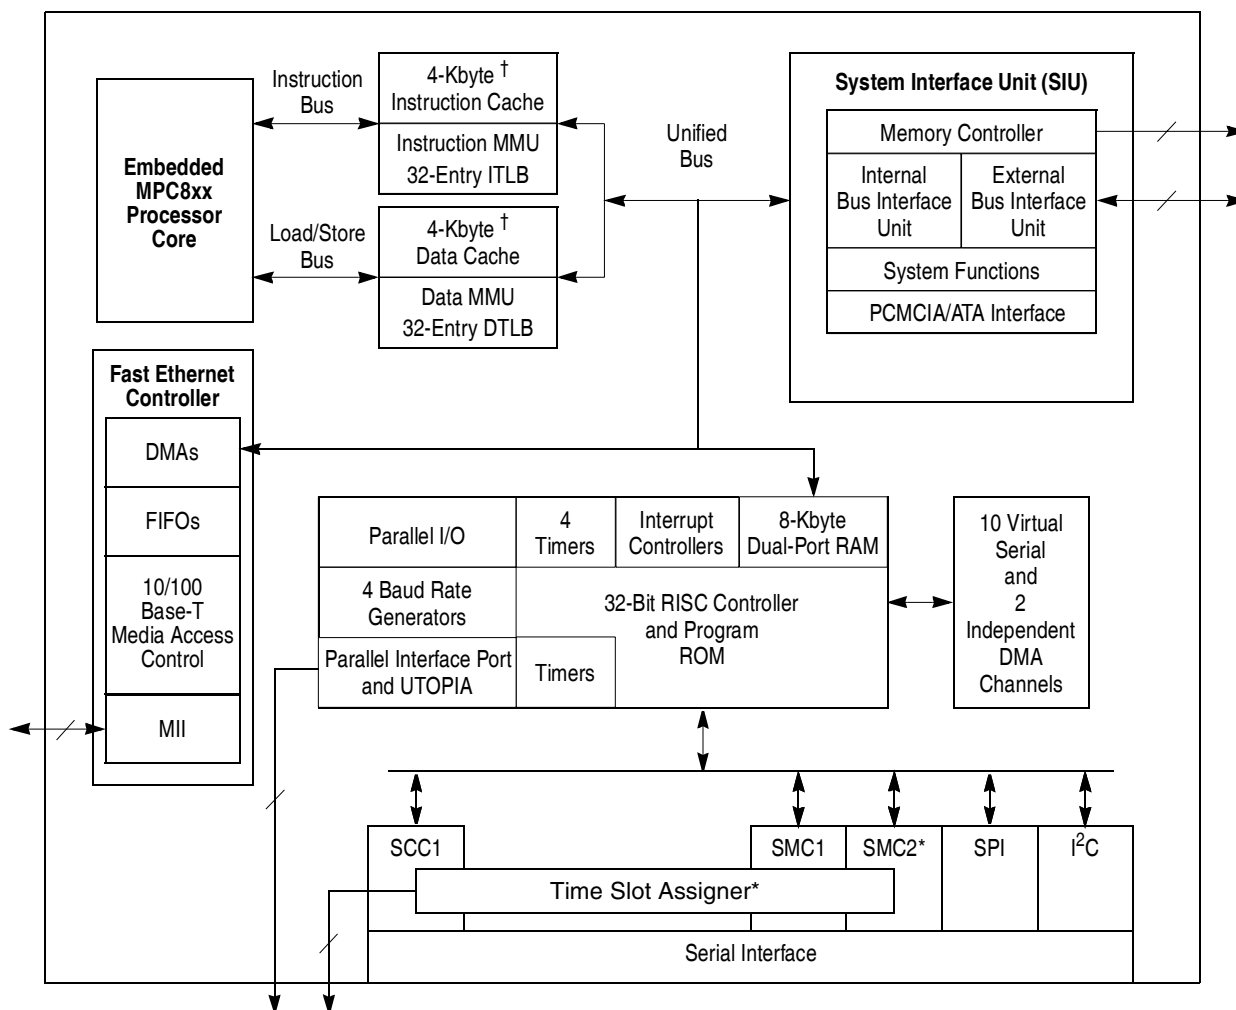 Instruction
Bus
4-Kbyte †
Instruction Cache
Instruction MMU
32-Entry ITLB
Embedded
MPC8xx
Processor
Core
Load/Store
Bus
4-Kbyte †
Data Cache
Data MMU
32-Entry DTLB
Unified
Bus
System Interface Unit (SIU)
Memory Controller
Internal
Bus Interface
Unit
External
Bus Interface
Unit
System Functions
PCMCIA/ATA Interface
Fast Ethernet
Controller
DMAs
FIFOs
10/100
Base-T
Media Access
Control
MII
Parallel I/O
4
Timers
Interrupt
Controllers
8-Kbyte
Dual-Port RAM
4 Baud Rate
Generators
32-Bit RISC Controller
and Program
ROM
Parallel Interface Port
and UTOPIA
Timers
10 Virtual
Serial
and
2
Independent
DMA
Channels
SCC1
SMC1
SMC2*
SPI
I²C
Time Slot Assigner*
Serial Interface